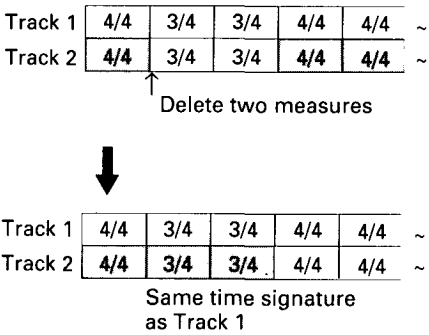 Track 1 4/4 3/4 3/4 4/4 4/4 ~
Track 2 4/4 3/4 3/4 4/4 4/4 ~
Delete two measures
Track 1 4/4 3/4 3/4 4/4 4/4 ~
Track 2 4/4 3/4 3/4 4/4 4/4 ~
Same time signature
as Track 1